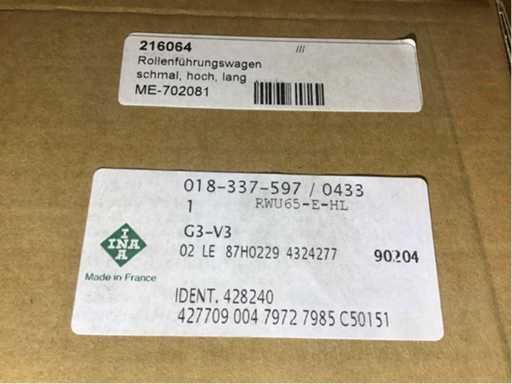 216064 ///
Rollenführungswagen
schmal, hoch, lang
ME-702081
018-337-597 / 0433
1 RWU65-E-HL
G3-V3
02 LE 87H0229 4324277 90204
INA
INA
Made in France
IDENT. 428240
427709 004 7972 7985 C50151